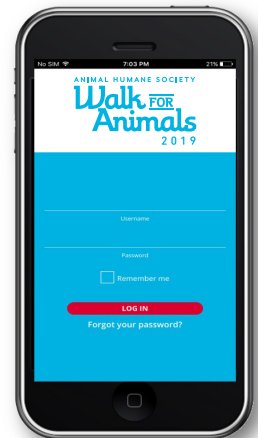 No SIM 7:03 PM 21%
ANIMAL HUMANE SOCIETY
Walk FOR
Animals
2019
Username
Password
Remember me
LOG IN
Forgot your password?